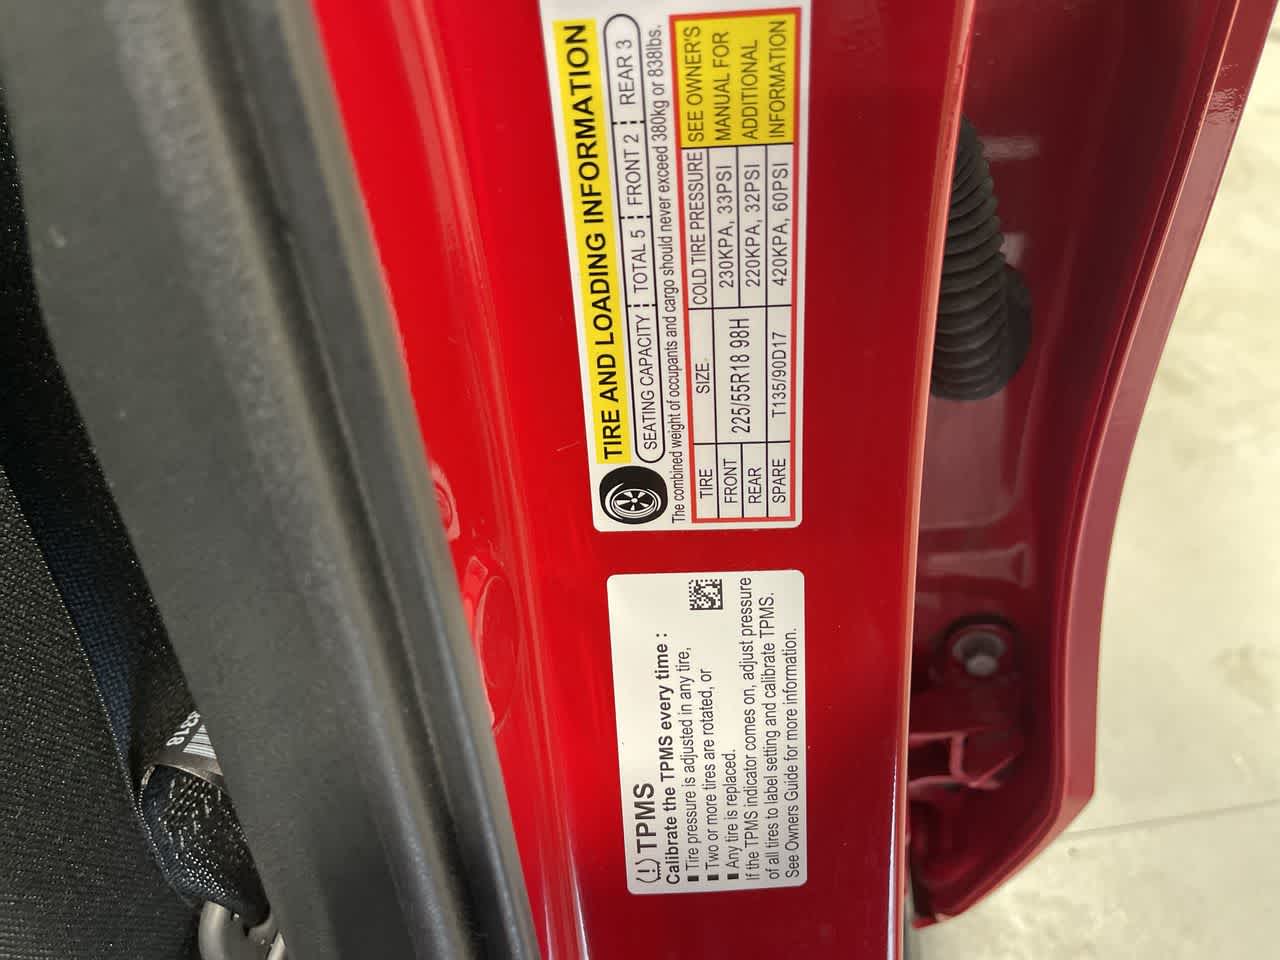 TIRE AND LOADING INFORMATION
SEATING CAPACITY TOTAL 5 FRONT 2 REAR 3
The combined weight of occupants and cargo should never exceed 380kg or 838lbs.
TIRE SIZE COLD TIRE PRESSURE SEE OWNER'S
FRONT 225/55R18 98H 230KPA, 33PSI MANUAL FOR
REAR 220KPA, 32PSI ADDITIONAL
SPARE T135/90D17 420KPA, 60PSI INFORMATION
(!) TPMS
Calibrate the TPMS every time :
■ Tire pressure is adjusted in any tire,
■ Two or more tires are rotated, or
■ Any tire is replaced.
If the TPMS indicator comes on, adjust pressure
of all tires to label setting and calibrate TPMS.
See Owners Guide for more information.